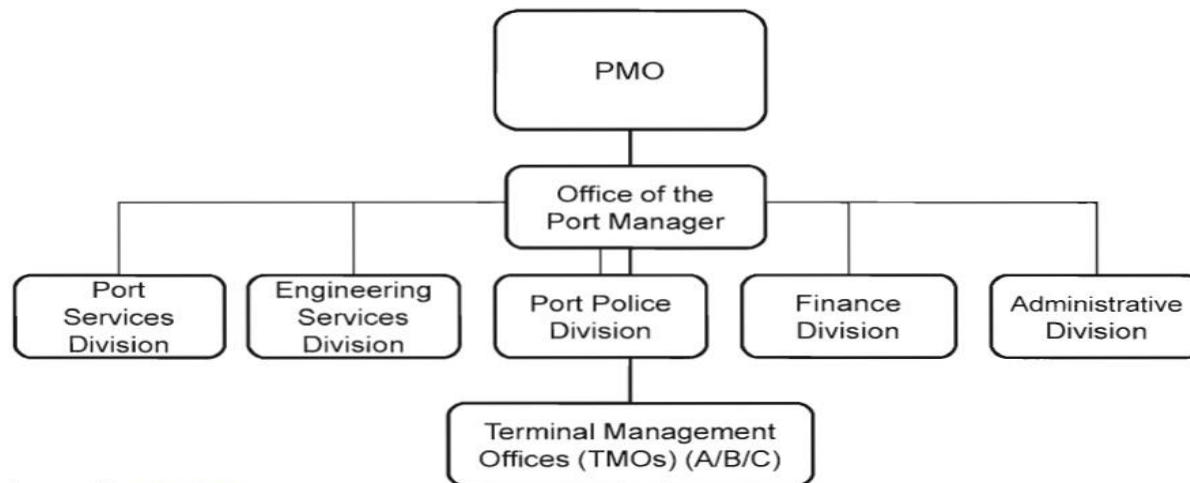 PMO
Office of the
Port Manager
Port
Services
Division
Engineering
Services
Division
Port Police
Division
Finance
Division
Administrative
Division
Terminal Management
Offices (TMOs) (A/B/C)